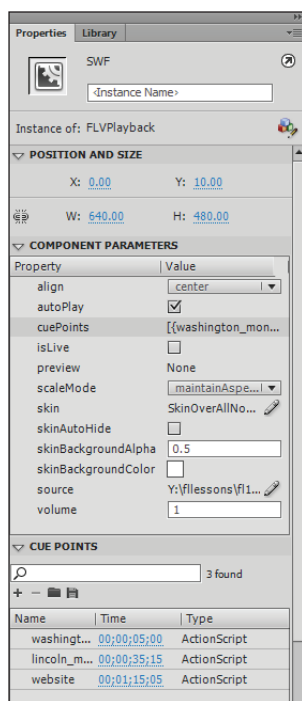 Properties Library
SWF
<Instance Name>
Instance of: FLVPlayback
POSITION AND SIZE
X: 0.00 Y: 10.00
W: 640.00 H: 480.00
COMPONENT PARAMETERS
Property Value
align center
autoPlay
cuePoints [{washington_mon...
isLive
preview None
scaleMode maintainAspe...
skin SkinOverAllNo...
skinAutoHide
skinBackgroundAlpha 0.5
skinBackgroundColor
source Y:\fllessons\fl1...
volume 1
CUE POINTS
3 found
Name Time Type
washingt... 00;00;05;00 ActionScript
lincoln_m... 00;00;35;15 ActionScript
website 00;01;15;05 ActionScript